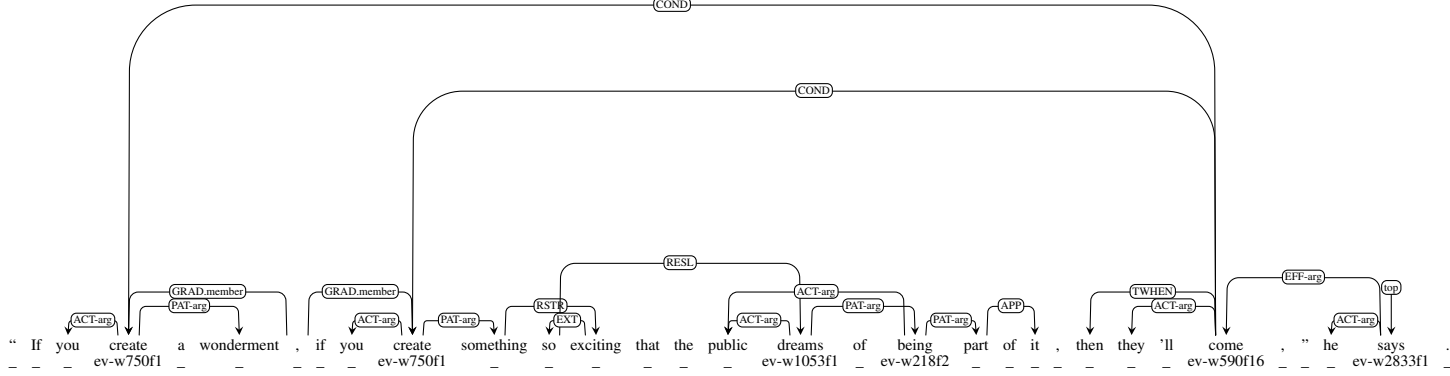 COND
COND
RESL
EFF-arg
GRAD.member GRAD.member ACT-arg TWHEN top
PAT-arg RSTR PAT-arg APP ACT-arg
ACT-arg ACT-arg PAT-arg EXT ACT-arg PAT-arg ACT-arg
“ If you create a wonderment , if you create something so exciting that the public dreams of being part of it , then they ’ll come , ” he says .
_ _ _ ev-w750f1 _ _ _ _ _ ev-w750f1 _ _ _ _ _ _ ev-w1053f1 _ ev-w218f2 _ _ _ _ _ _ _ ev-w590f16 _ _ _ ev-w2833f1 _